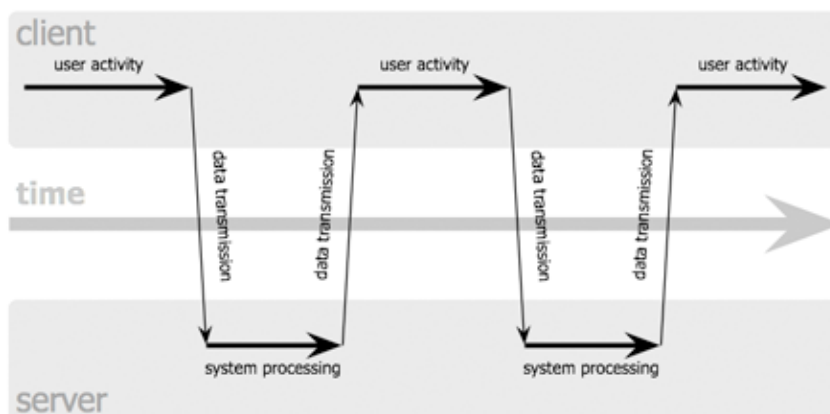 client
user activity
user activity
user activity
data transmission
data transmission
data transmission
data transmission
time
system processing
system processing
server